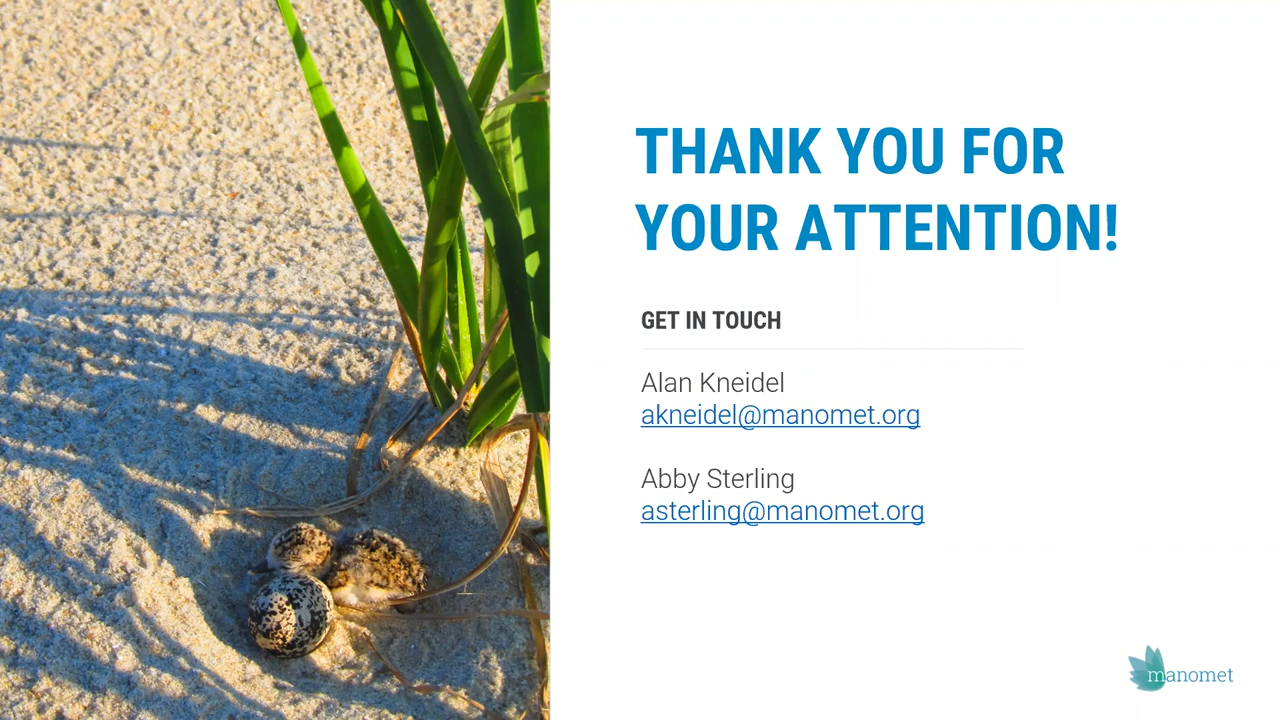 THANK YOU FOR
YOUR ATTENTION!
GET IN TOUCH
Alan Kneidel
akneidel@manomet.org
Abby Sterling
asterling@manomet.org
manomet